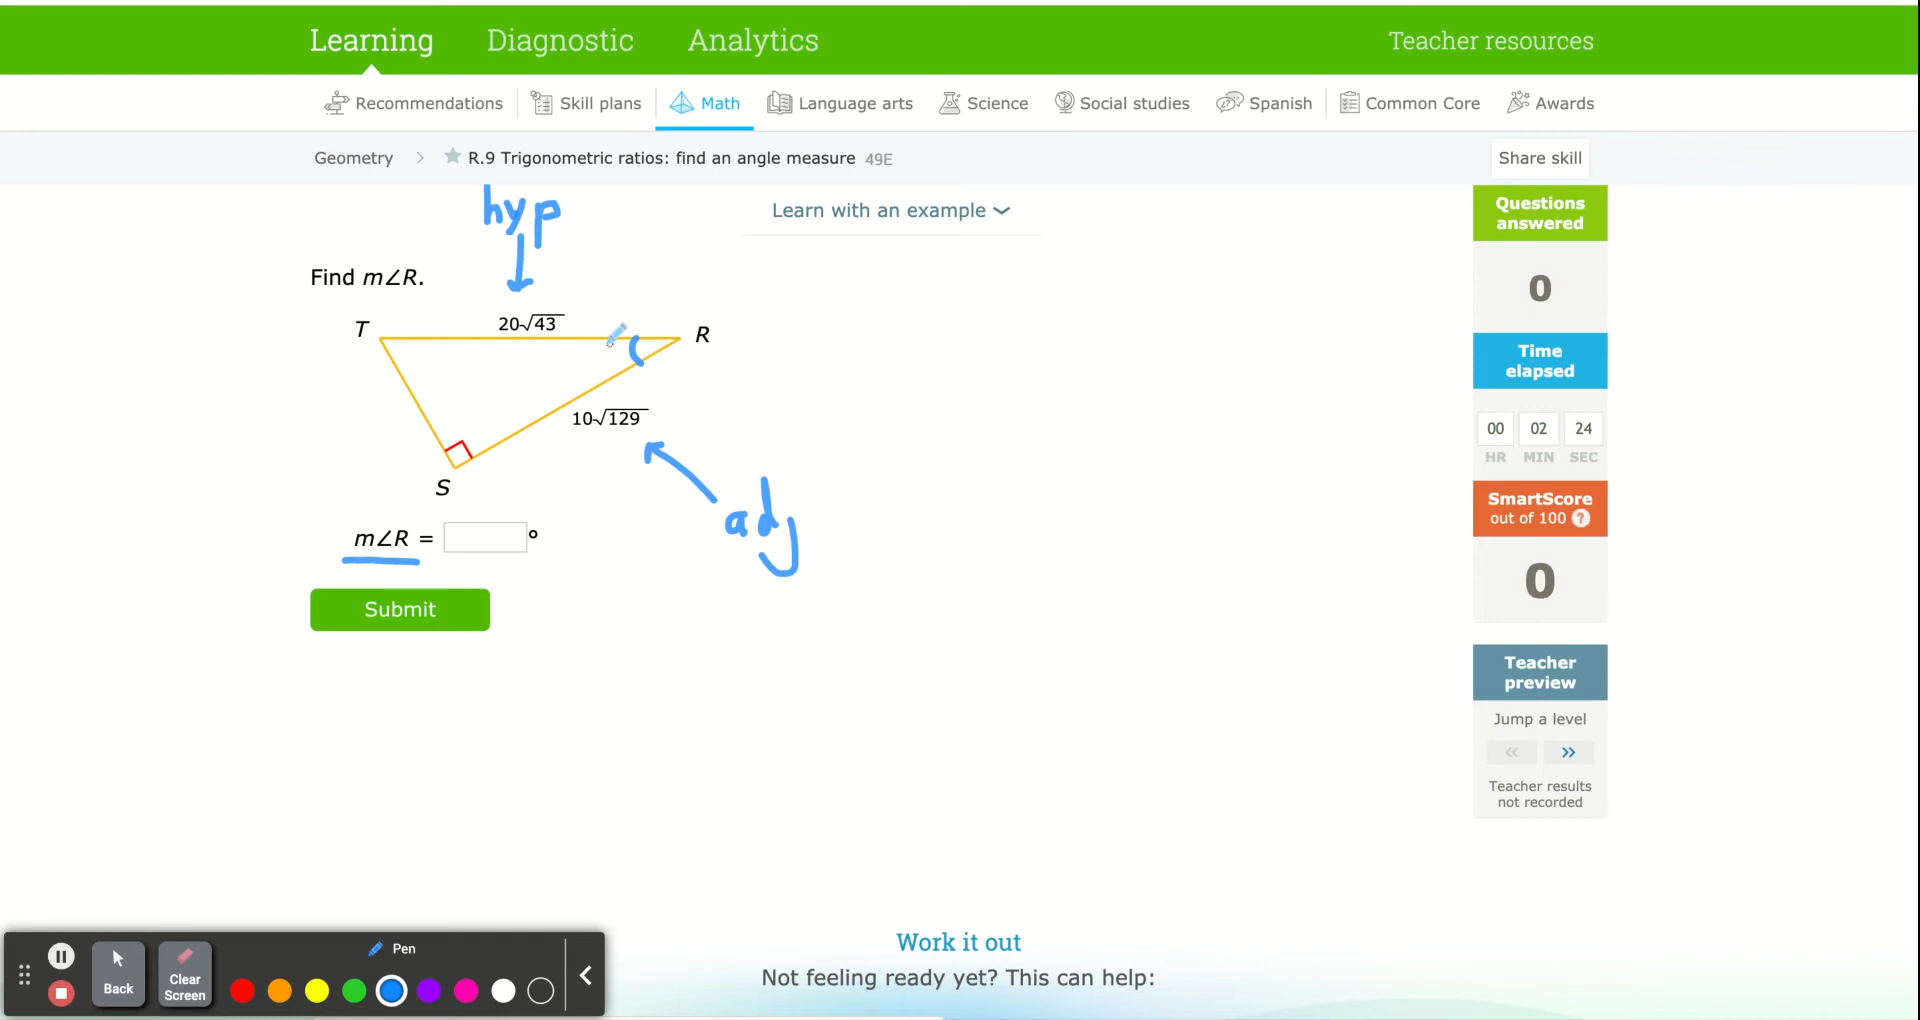 Learning Diagnostic Analytics Teacher resources
Recommendations Skill plans Math Language arts Science Social studies Spanish Common Core Awards
Geometry > R.9 Trigonometric ratios: find an angle measure 49E Share skill
hyp
Learn with an example
Find m∠R.
T 20√43 R
10√129
S
adj
m∠R = °
Submit
Questions
answered
0
Time
elapsed
00 02 24
HR MIN SEC
SmartScore
out of 100 ?
0
Teacher
preview
Jump a level
<< >>
Teacher results
not recorded
Work it out
Not feeling ready yet? This can help:
Back
Clear
Screen
Pen